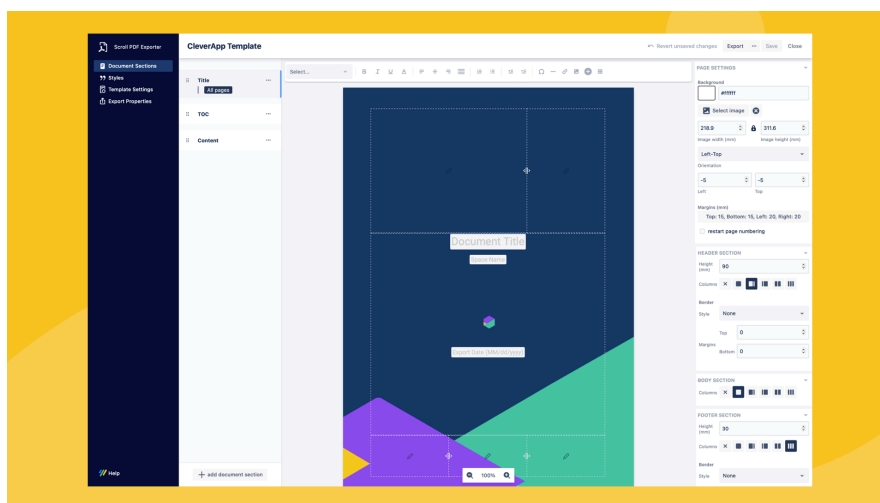 Scroll PDF Exporter
CleverApp Template
Revert unsaved changes
Export
Save
Close
Document Sections
Styles
Template Settings
Export Properties
Help
Title
All pages
TOC
Content
+ add document section
Select...
B I U A
Document Title
Space Name
Export Date (MM/dd/yyyy)
100%
PAGE SETTINGS
Background
#ffffff
Select image
218.9
311.6
Image width (mm)
Image height (mm)
Left-Top
Orientation
-5
-5
Left
Top
Margins (mm)
Top: 15, Bottom: 15, Left: 20, Right: 20
restart page numbering
HEADER SECTION
Height (mm)
90
Columns
Border
Style
None
Top
0
Margins
Bottom
0
BODY SECTION
Columns
FOOTER SECTION
Height (mm)
30
Columns
Border
Style
None